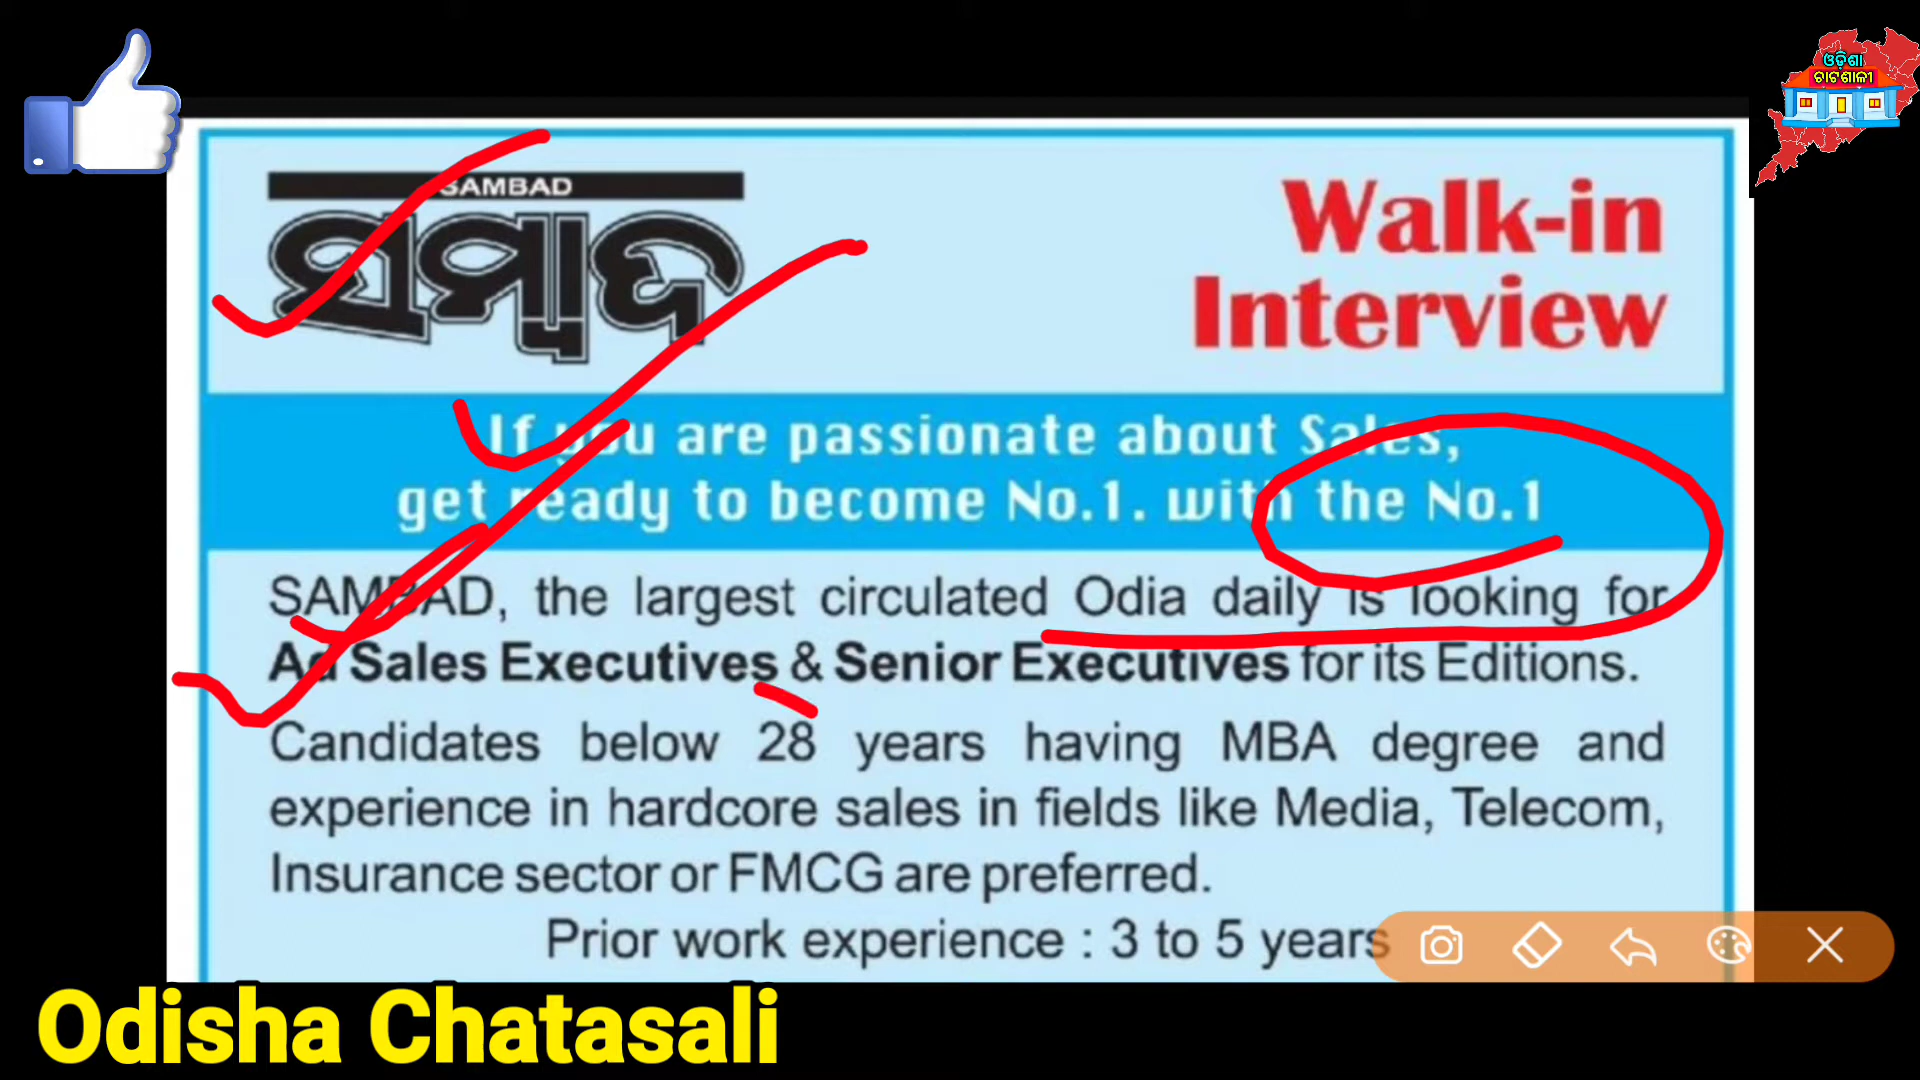 ଓଡ଼ିଶା
ଚାଟଶାଳୀ
SAMBAD
ସମ୍ବାଦ
Walk-in
Interview
If you are passionate about Sales,
get ready to become No.1. with the No.1
SAMBAD, the largest circulated Odia daily is looking for
Ad Sales Executives & Senior Executives for its Editions.
Candidates below 28 years having MBA degree and
experience in hardcore sales in fields like Media, Telecom,
Insurance sector or FMCG are preferred.
Prior work experience : 3 to 5 years
Odisha Chatasali